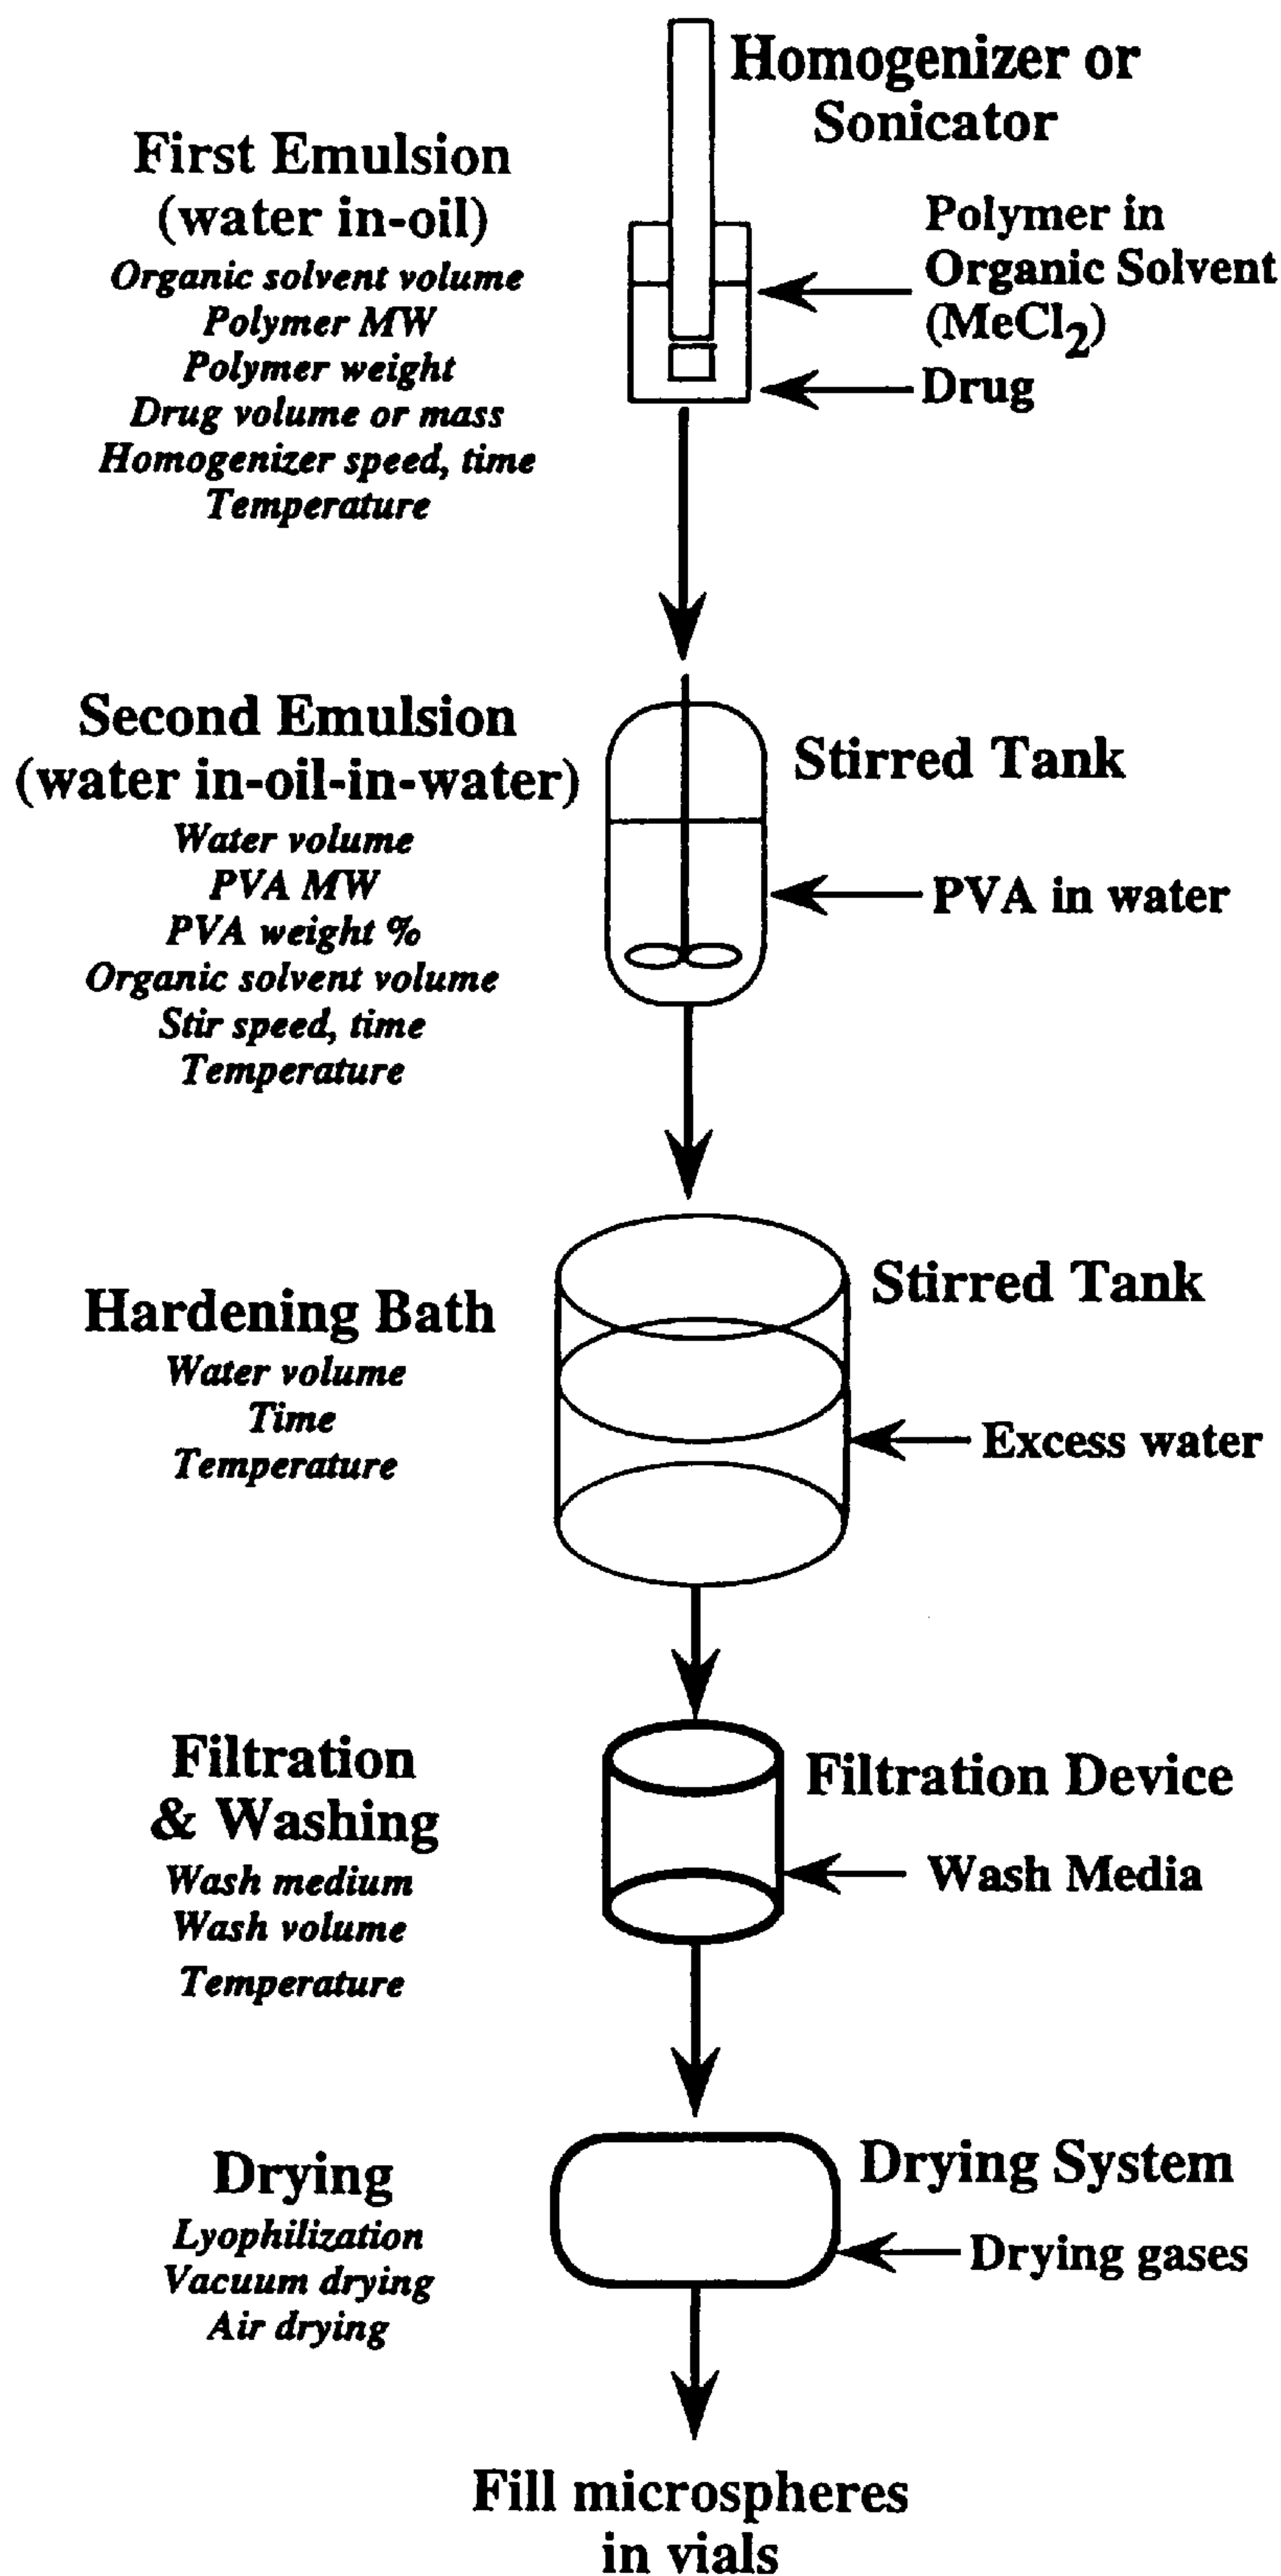 Homogenizer or
Sonicator
First Emulsion
(water in-oil)
Organic solvent volume
Polymer MW
Polymer weight
Drug volume or mass
Homogenizer speed, time
Temperature
Polymer in
Organic Solvent
(MeCl2)
Drug
Second Emulsion
(water in-oil-in-water)
Water volume
PVA MW
PVA weight %
Organic solvent volume
Stir speed, time
Temperature
Stirred Tank
PVA in water
Hardening Bath
Water volume
Time
Temperature
Stirred Tank
Excess water
Filtration
& Washing
Wash medium
Wash volume
Temperature
Filtration Device
Wash Media
Drying
Lyophilization
Vacuum drying
Air drying
Drying System
Drying gases
Fill microspheres
in vials